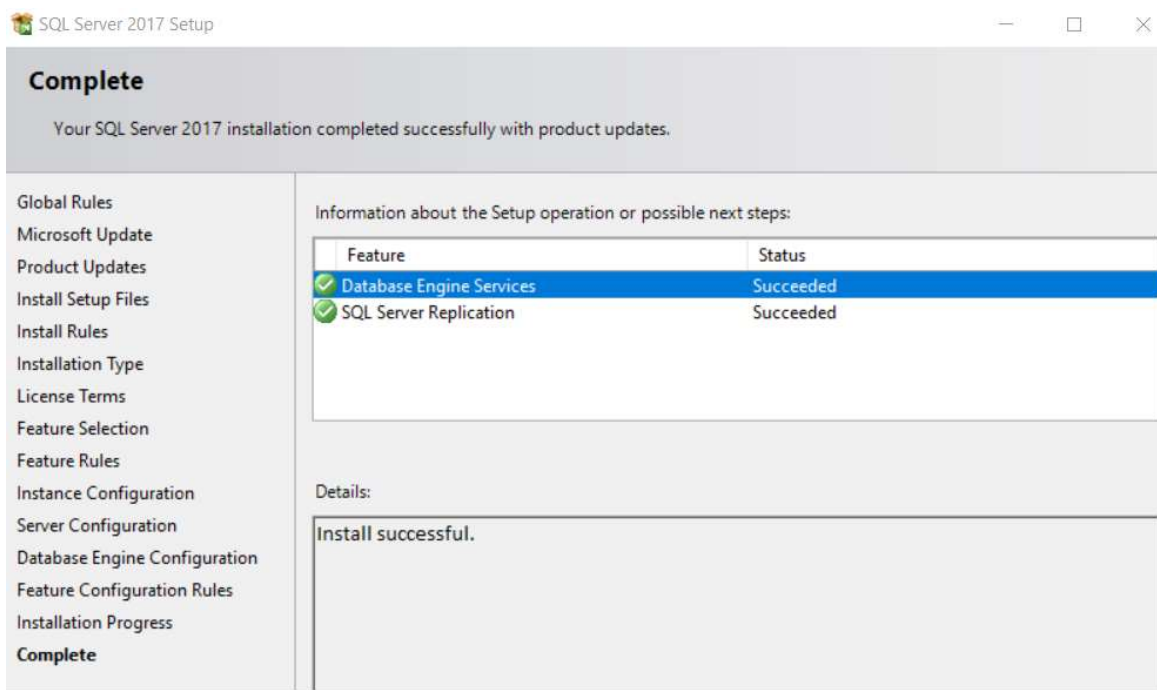 SQL Server 2017 Setup
Complete
Your SQL Server 2017 installation completed successfully with product updates.
Global Rules
Microsoft Update
Product Updates
Install Setup Files
Install Rules
Installation Type
License Terms
Feature Selection
Feature Rules
Instance Configuration
Server Configuration
Database Engine Configuration
Feature Configuration Rules
Installation Progress
Complete
Information about the Setup operation or possible next steps:
Feature Status
Database Engine Services Succeeded
SQL Server Replication Succeeded
Details:
Install successful.